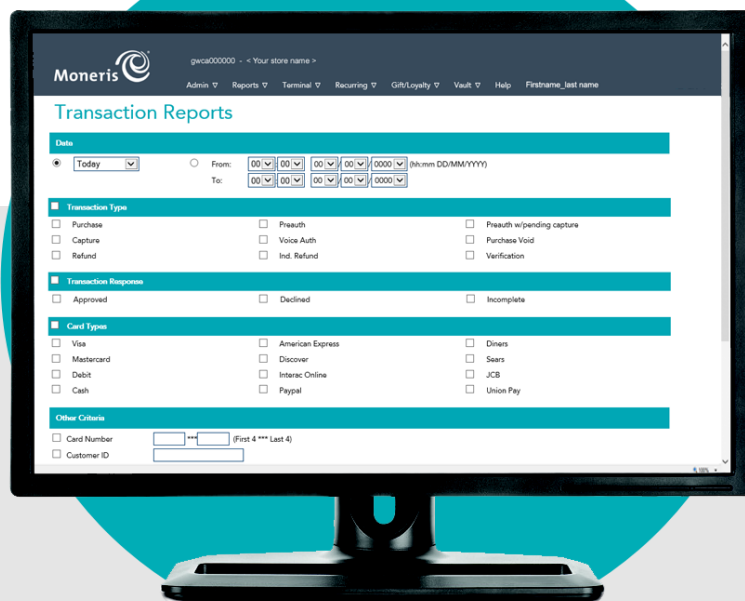 Moneris
gwca000000 - < Your store name >
Admin Reports Terminal Recurring Gift/Loyalty Vault Help Firstname_last name
Transaction Reports
Date
Today From: 00 : 00 00 / 00 / 0000 (hh:mm DD/MM/YYYY)
To: 00 : 00 00 / 00 / 0000
Transaction Type
Purchase Preauth Preauth w/pending capture
Capture Voice Auth Purchase Void
Refund Ind. Refund Verification
Transaction Response
Approved Declined Incomplete
Card Types
Visa American Express Diners
Mastercard Discover Sears
Debit Interac Online JCB
Cash Paypal Union Pay
Other Criteria
Card Number *** (First 4 *** Last 4)
Customer ID